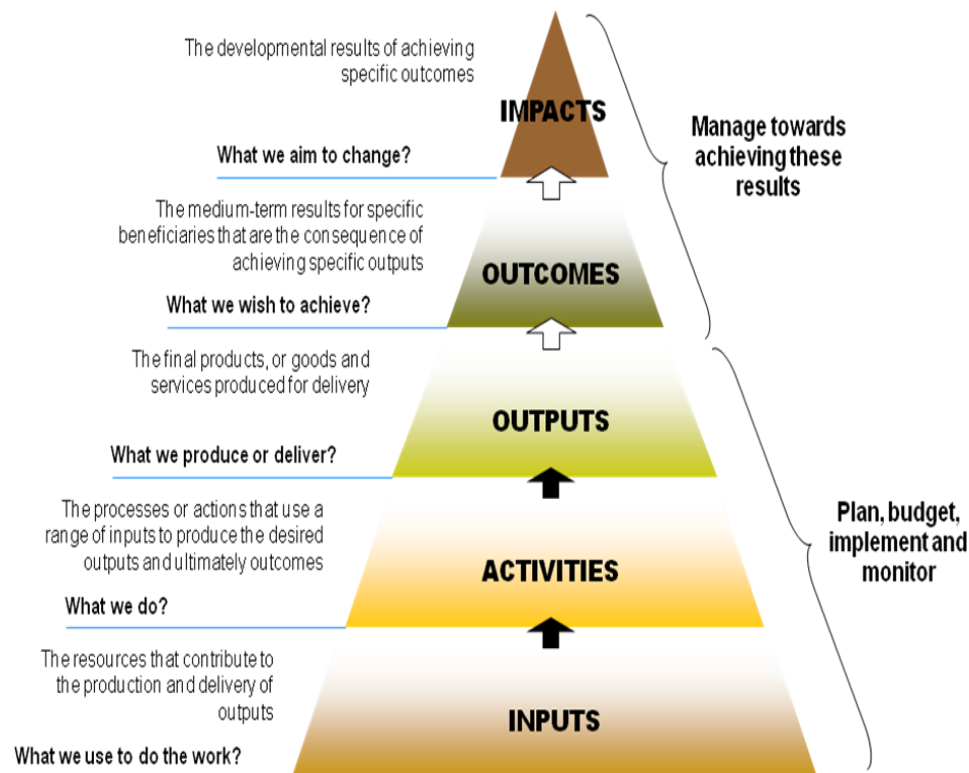 The developmental results of achieving
specific outcomes
IMPACTS
What we aim to change?
Manage towards
achieving these
results
The medium-term results for specific
beneficiaries that are the consequence of
achieving specific outputs
OUTCOMES
What we wish to achieve?
The final products, or goods and
services produced for delivery
OUTPUTS
What we produce or deliver?
The processes or actions that use a
range of inputs to produce the desired
outputs and ultimately outcomes
ACTIVITIES
What we do?
Plan, budget,
implement and
monitor
The resources that contribute to
the production and delivery of
outputs
INPUTS
What we use to do the work?